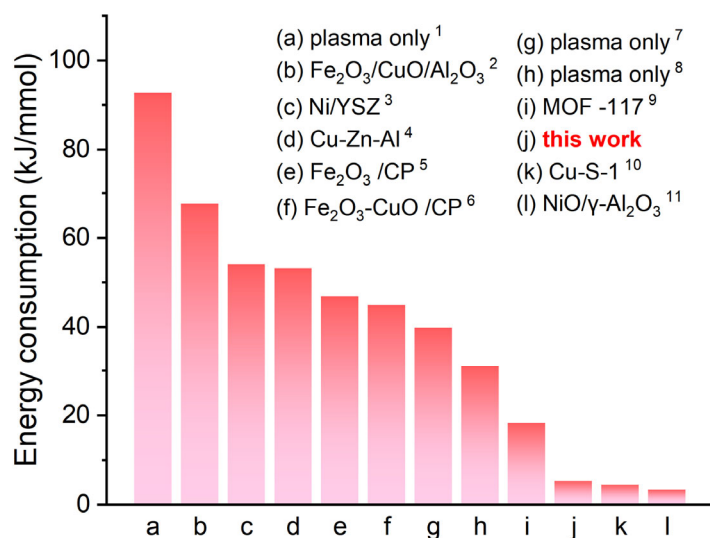 Energy consumption (kJ/mmol)
100
80
60
40
20
0
(a) plasma only ¹
(b) Fe₂O₃/CuO/Al₂O₃ ²
(c) Ni/YSZ ³
(d) Cu-Zn-Al ⁴
(e) Fe₂O₃ /CP ⁵
(f) Fe₂O₃-CuO /CP ⁶
(g) plasma only ⁷
(h) plasma only ⁸
(i) MOF -117 ⁹
(j) this work
(k) Cu-S-1 ¹⁰
(l) NiO/γ-Al₂O₃ ¹¹
a b c d e f g h i j k l